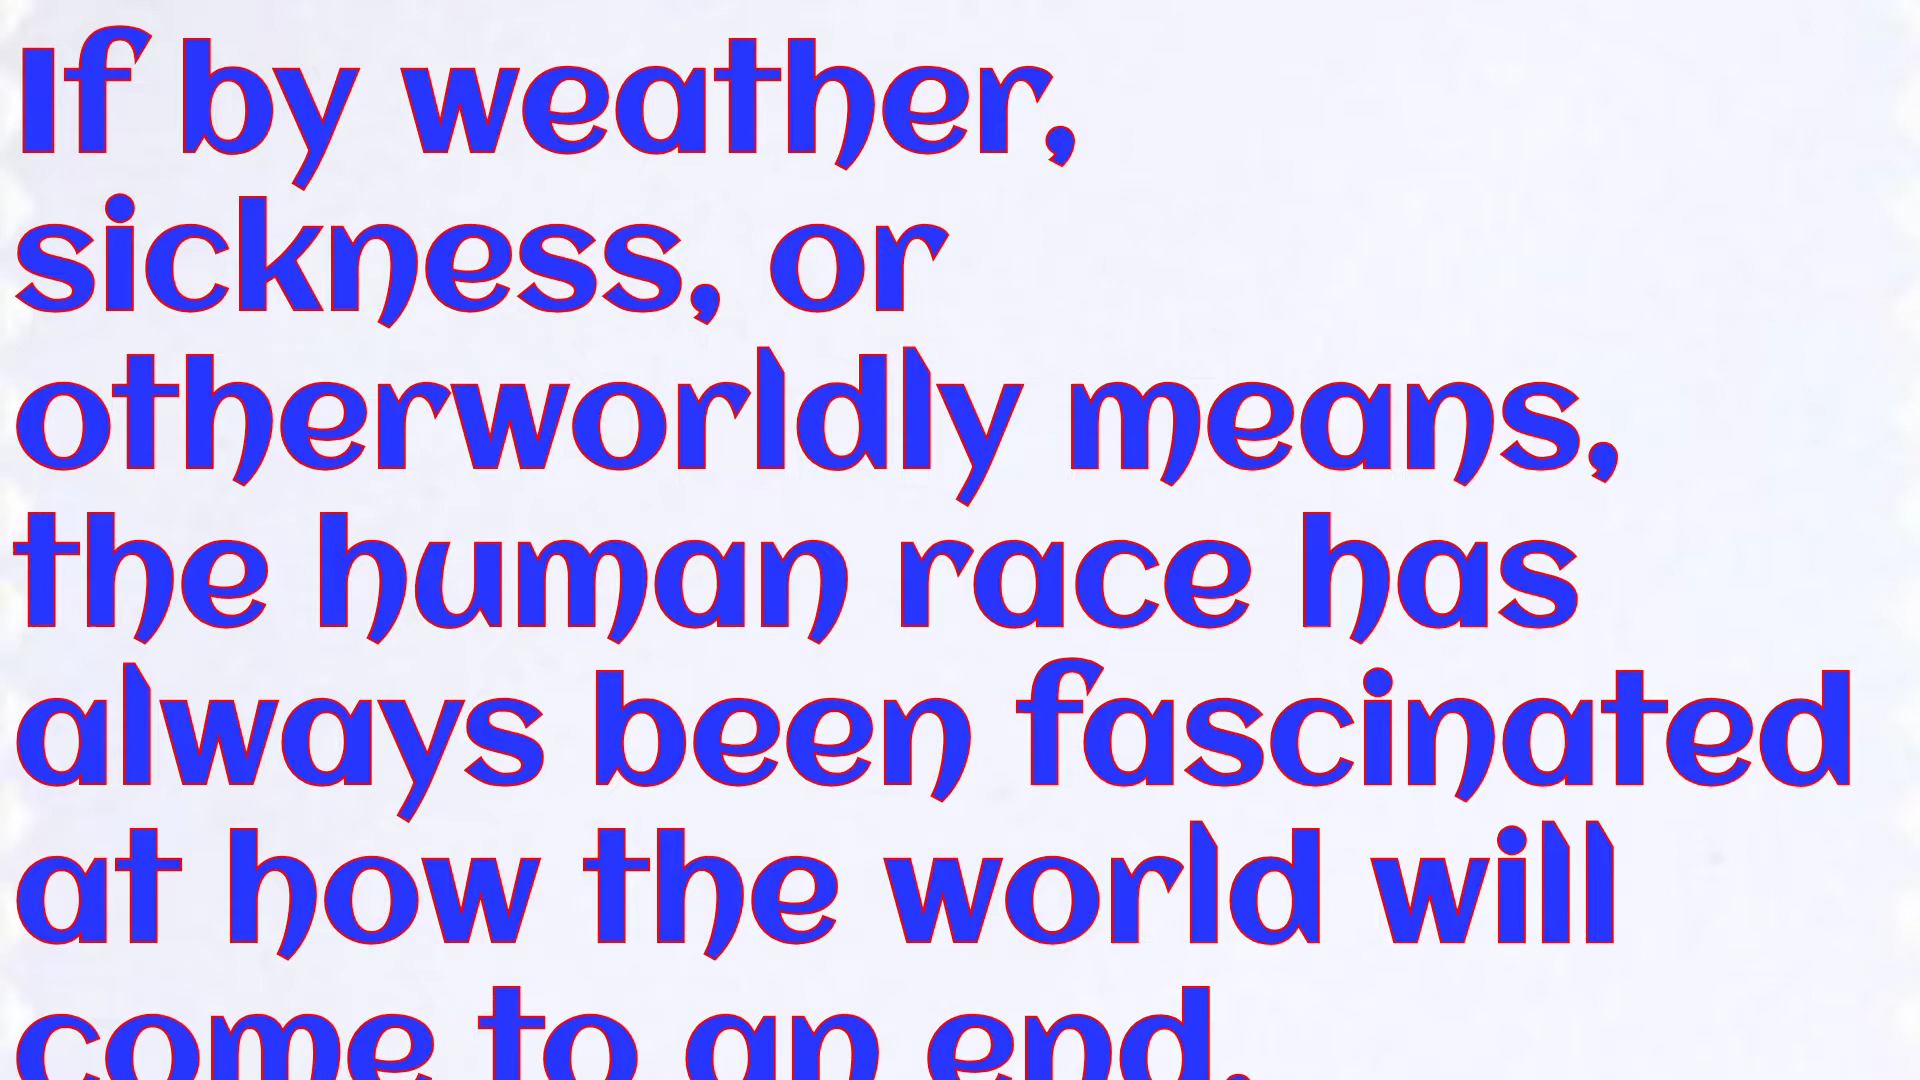 If by weather,
sickness, or
otherworldly means,
the human race has
always been fascinated
at how the world will
come to an end.